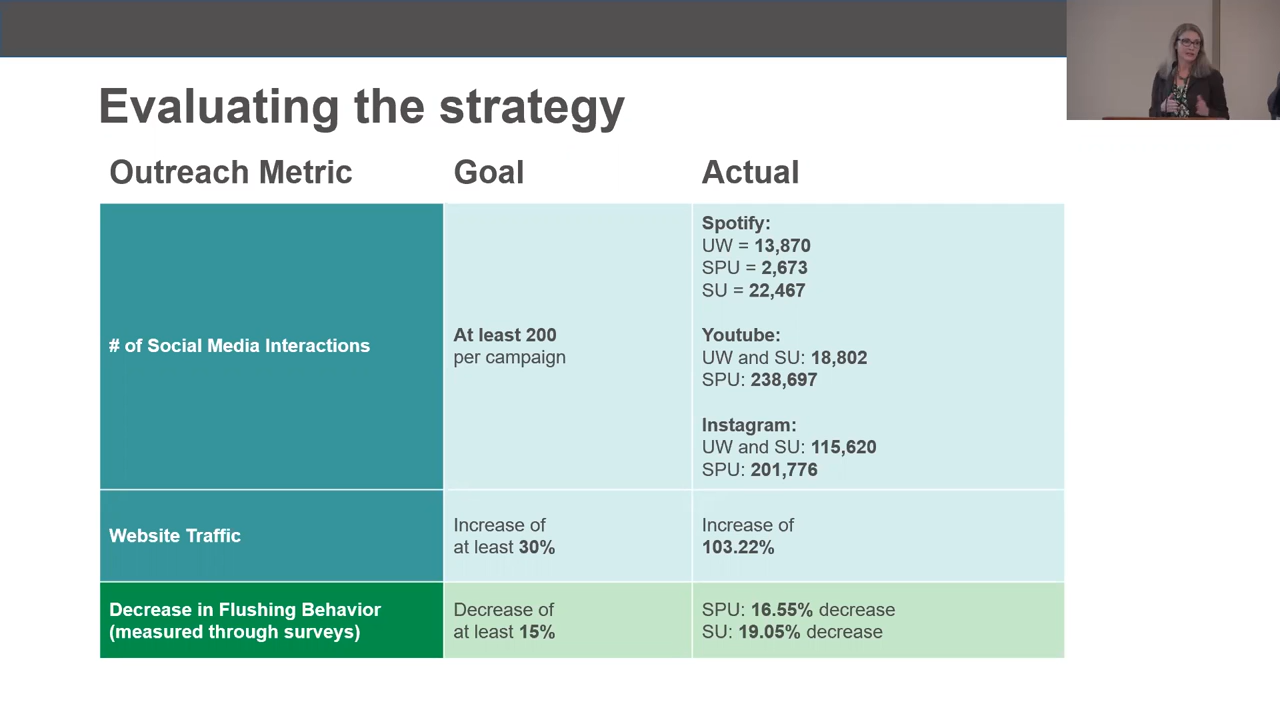 Evaluating the strategy
Outreach Metric
Goal
Actual
# of Social Media Interactions
At least 200
per campaign
Spotify:
UW = 13,870
SPU = 2,673
SU = 22,467
Youtube:
UW and SU: 18,802
SPU: 238,697
Instagram:
UW and SU: 115,620
SPU: 201,776
Website Traffic
Increase of
at least 30%
Increase of
103.22%
Decrease in Flushing Behavior
(measured through surveys)
Decrease of
at least 15%
SPU: 16.55% decrease
SU: 19.05% decrease